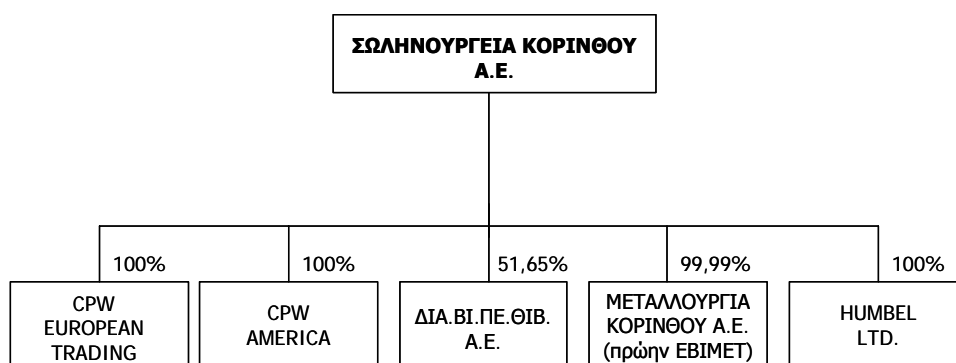 ΣΩΛΗΝΟΥΡΓΕΙΑ ΚΟΡΙΝΘΟΥ
Α.Ε.
100%
100%
51,65%
99,99%
100%
CPW
EUROPEAN
TRADING
CPW
AMERICA
ΔΙΑ.ΒΙ.ΠΕ.ΘΙΒ.
Α.Ε.
ΜΕΤΑΛΛΟΥΡΓΙΑ
ΚΟΡΙΝΘΟΥ Α.Ε.
(πρώην ΕΒΙΜΕΤ)
HUMBEL
LTD.